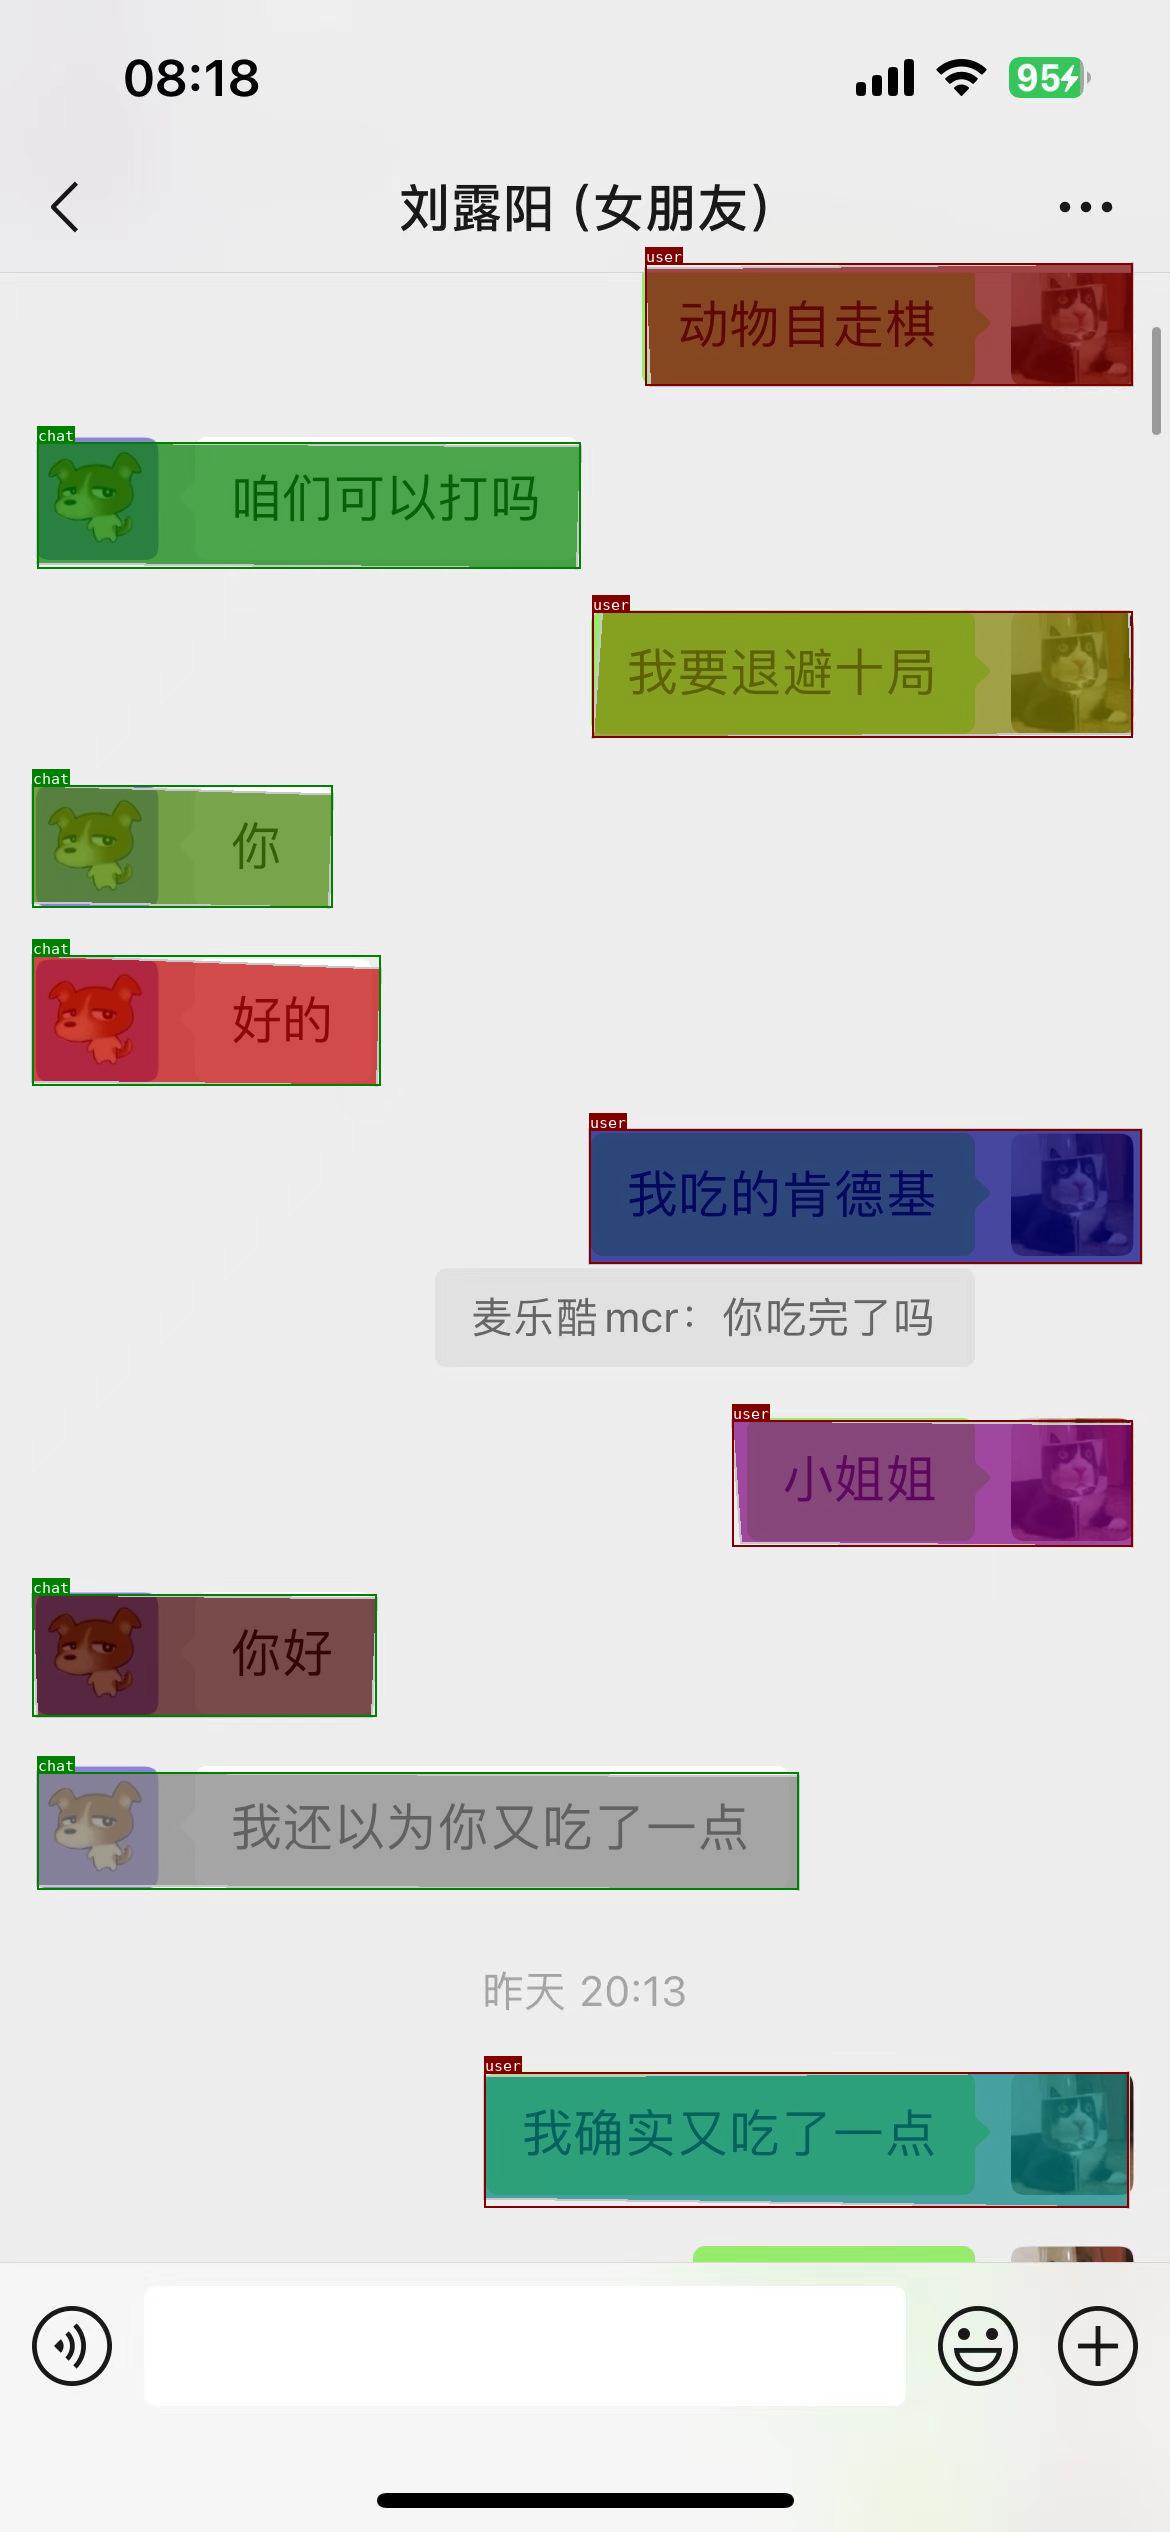 08:18
95
刘露阳（女朋友）
user
动物自走棋
chat
咱们可以打吗
user
我要退避十局
chat
你
chat
好的
user
我吃的肯德基
麦乐酷mcr：你吃完了吗
user
小姐姐
chat
你好
chat
我还以为你又吃了一点
昨天 20:13
user
我确实又吃了一点